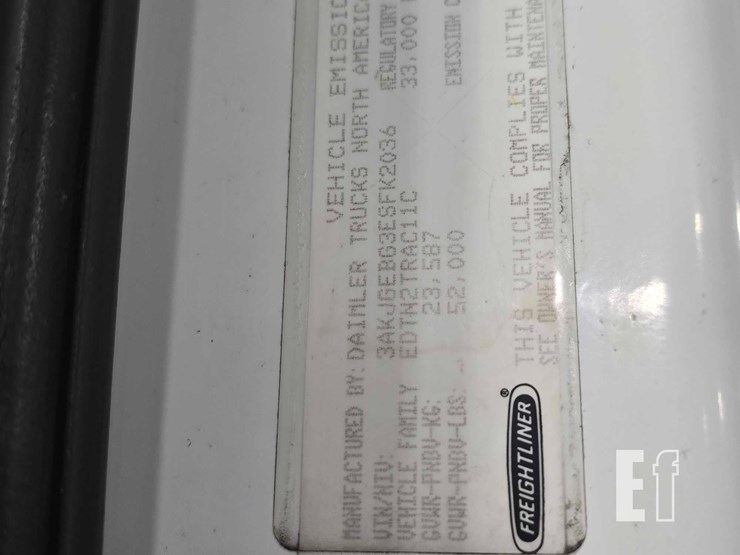 VEHICLE EMISSIO
MANUFACTURED BY: DAIMLER TRUCKS NORTH AMERICA
VIN/NIV: 3AKJGEBG3ESFK2036 REGULATORY
VEHICLE FAMILY EDTN2TRAC11C 33,000
GVWR-PNBV-KG: 23,587
GVWR-PNBV-LBS: 52,000 EMISSION C
THIS VEHICLE COMPLIES WITH
SEE OWNER'S MANUAL FOR PROPER MAINTENA
FREIGHTLINER®
Ef